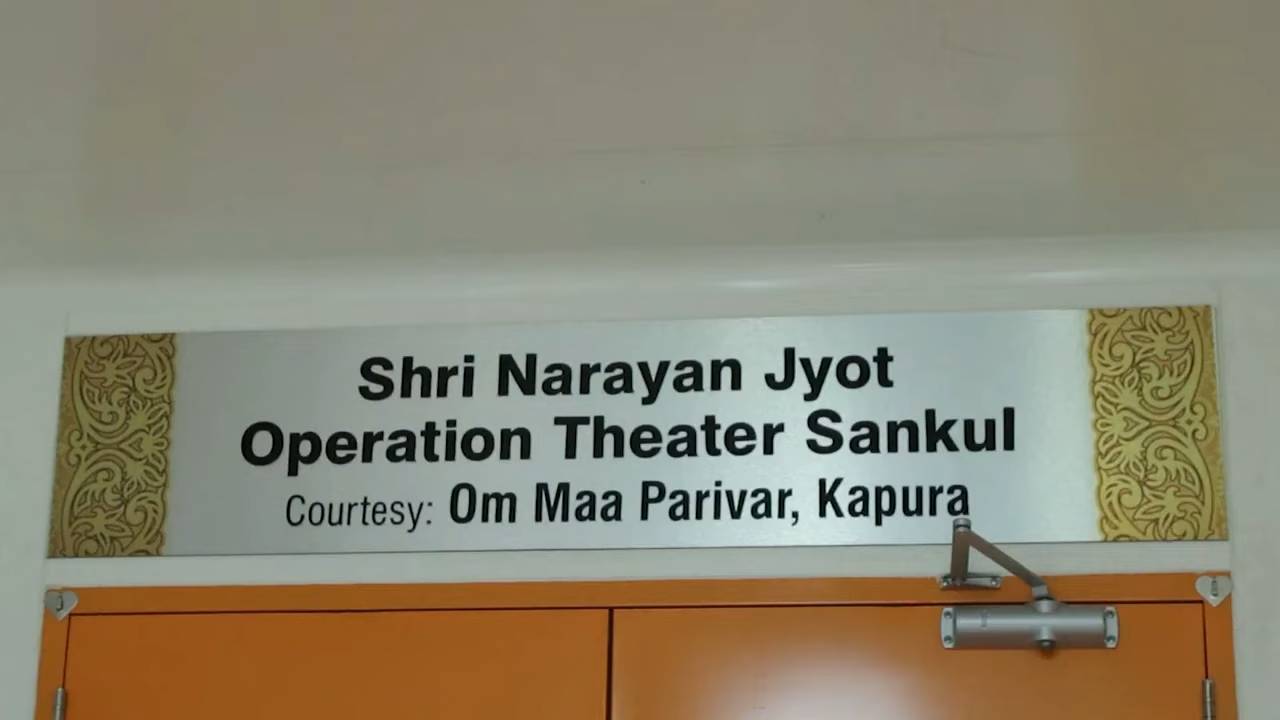 Shri Narayan Jyot
Operation Theater Sankul
Courtesy: Om Maa Parivar, Kapura